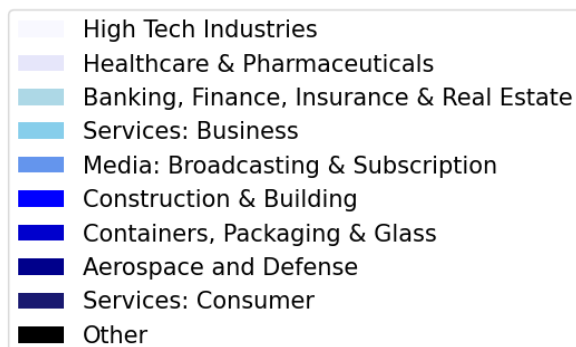 High Tech Industries
Healthcare & Pharmaceuticals
Banking, Finance, Insurance & Real Estate
Services: Business
Media: Broadcasting & Subscription
Construction & Building
Containers, Packaging & Glass
Aerospace and Defense
Services: Consumer
Other